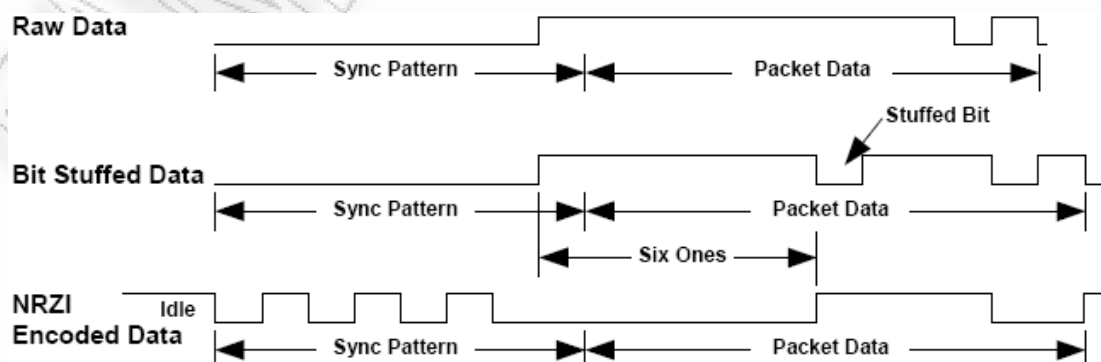 Raw Data
Sync Pattern
Packet Data
Stuffed Bit
Bit Stuffed Data
Sync Pattern
Packet Data
Six Ones
NRZI
Encoded Data
Idle
Sync Pattern
Packet Data